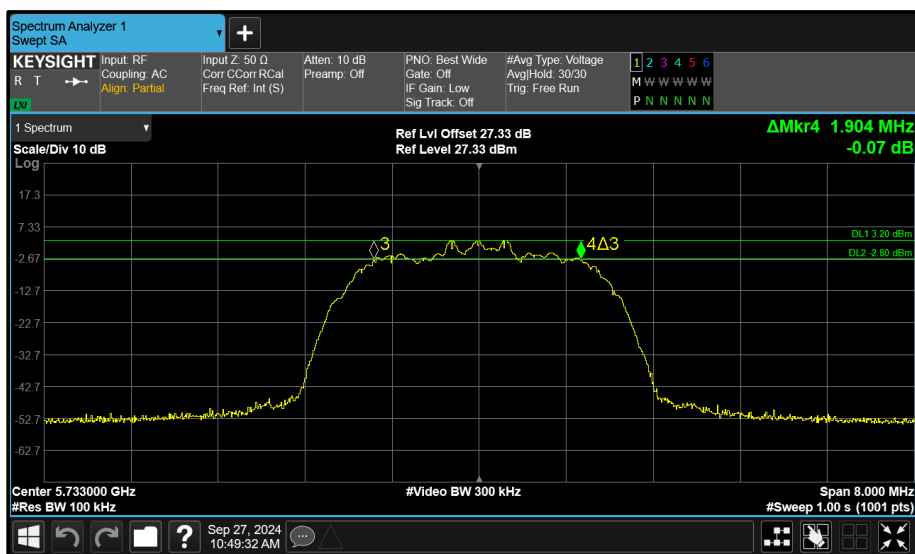 Spectrum Analyzer 1
Swept SA
KEYSIGHT
R T
LXI
Input: RF
Coupling: AC
Align: Partial
Input Z: 50 Ω
Corr CCorr RCal
Freq Ref: Int (S)
Atten: 10 dB
Preamp: Off
PNO: Best Wide
Gate: Off
IF Gain: Low
Sig Track: Off
#Avg Type: Voltage
Avg|Hold: 30/30
Trig: Free Run
1 2 3 4 5 6
M W W W W W
P N N N N N
1 Spectrum
Scale/Div 10 dB
Ref Lvl Offset 27.33 dB
Ref Level 27.33 dBm
ΔMkr4 1.904 MHz
-0.07 dB
Log
17.3
7.33
DL1 3.20 dBm
3
4Δ3
DL2 -2.80 dBm
-2.67
-12.7
-22.7
-32.7
-42.7
-52.7
-62.7
Center 5.733000 GHz
#Video BW 300 kHz
Span 8.000 MHz
#Res BW 100 kHz
#Sweep 1.00 s (1001 pts)
?
Sep 27, 2024
10:49:32 AM